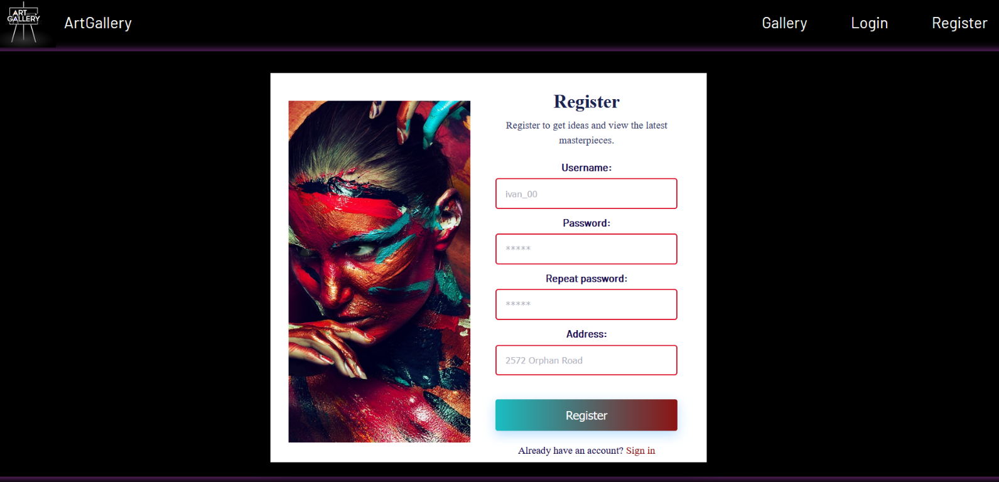 ART
GALLERY
ArtGallery
Gallery
Login
Register
Register
Register to get ideas and view the latest
masterpieces.
Username:
ivan_00
Password:
*****
Repeat password:
*****
Address:
2572 Orphan Road
Register
Already have an account? Sign in